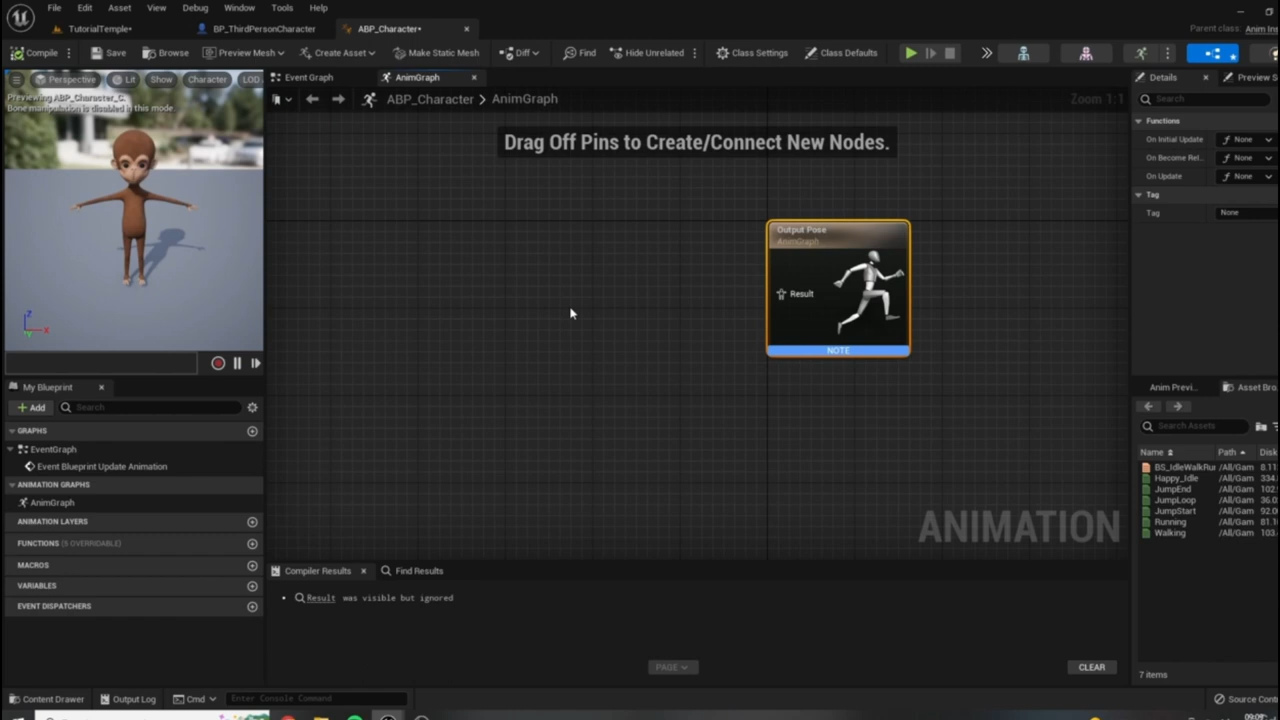 File Edit Asset View Debug Window Tools Help
TutorialTemple• BP_ThirdPersonCharacter ABP_Character• Parent class: Anim Ins
Compile Save Browse Preview Mesh Create Asset Make Static Mesh Diff Find Hide Unrelated Class Settings Class Defaults
Perspective Lit Show Character LOD
Previewing ABP_Character_C.
Bone manipulation is disabled in this mode.
Z
X
Event Graph AnimGraph
ABP_Character > AnimGraph Zoom 1:1
Drag Off Pins to Create/Connect New Nodes.
Output Pose
AnimGraph
Result
NOTE
ANIMATION
My Blueprint
Add Search
GRAPHS
EventGraph
Event Blueprint Update Animation
ANIMATION GRAPHS
AnimGraph
ANIMATION LAYERS
FUNCTIONS (5 OVERRIDABLE)
MACROS
VARIABLES
EVENT DISPATCHERS
Compiler Results Find Results
• Result was visible but ignored
PAGE CLEAR
Details Preview S
Search
Functions
On Initial Update None
On Become Rel... None
On Update None
Tag
Tag None
Anim Previ... Asset Bro
Search Assets
Name Path Disk
BS_IdleWalkRun /All/Gam 8.11
Happy_Idle /All/Gam 334.
JumpEnd /All/Gam 102.
JumpLoop /All/Gam 36.0
JumpStart /All/Gam 92.0
Running /All/Gam 81.1
Walking /All/Gam 103.
7 items
Content Drawer Output Log Cmd Enter Console Command Source Cont
09:09